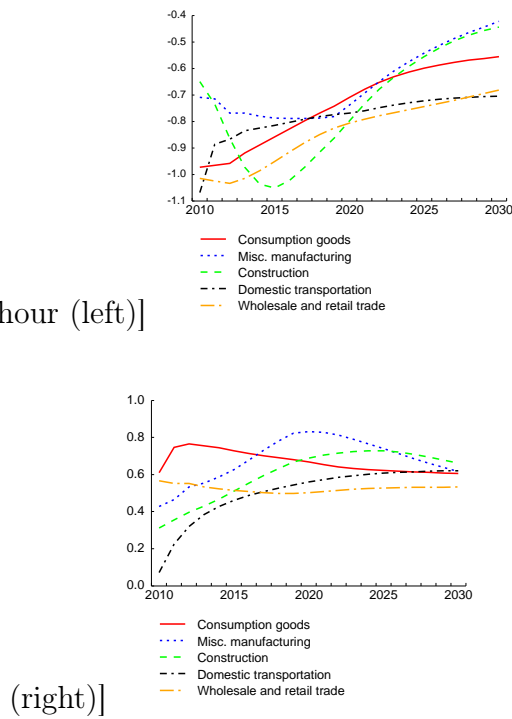 -0.4
-0.5
-0.6
-0.7
-0.8
-0.9
-1.0
-1.1
2010 2015 2020 2025 2030
Consumption goods
Misc. manufacturing
Construction
Domestic transportation
Wholesale and retail trade
hour (left)]
1.0
0.8
0.6
0.4
0.2
0.0
2010 2015 2020 2025 2030
Consumption goods
Misc. manufacturing
Construction
Domestic transportation
Wholesale and retail trade
(right)]